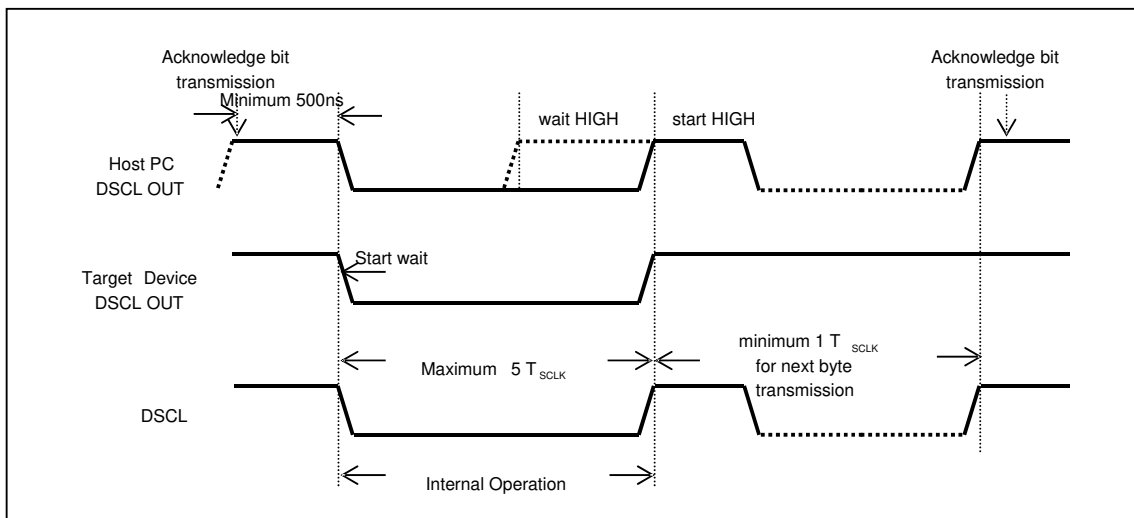 Acknowledge bit
transmission
Minimum 500ns
Acknowledge bit
transmission
wait HIGH
start HIGH
Host PC
DSCL OUT
Start wait
Target Device
DSCL OUT
Maximum 5 TSCLK
minimum 1 TSCLK
for next byte
transmission
DSCL
Internal Operation